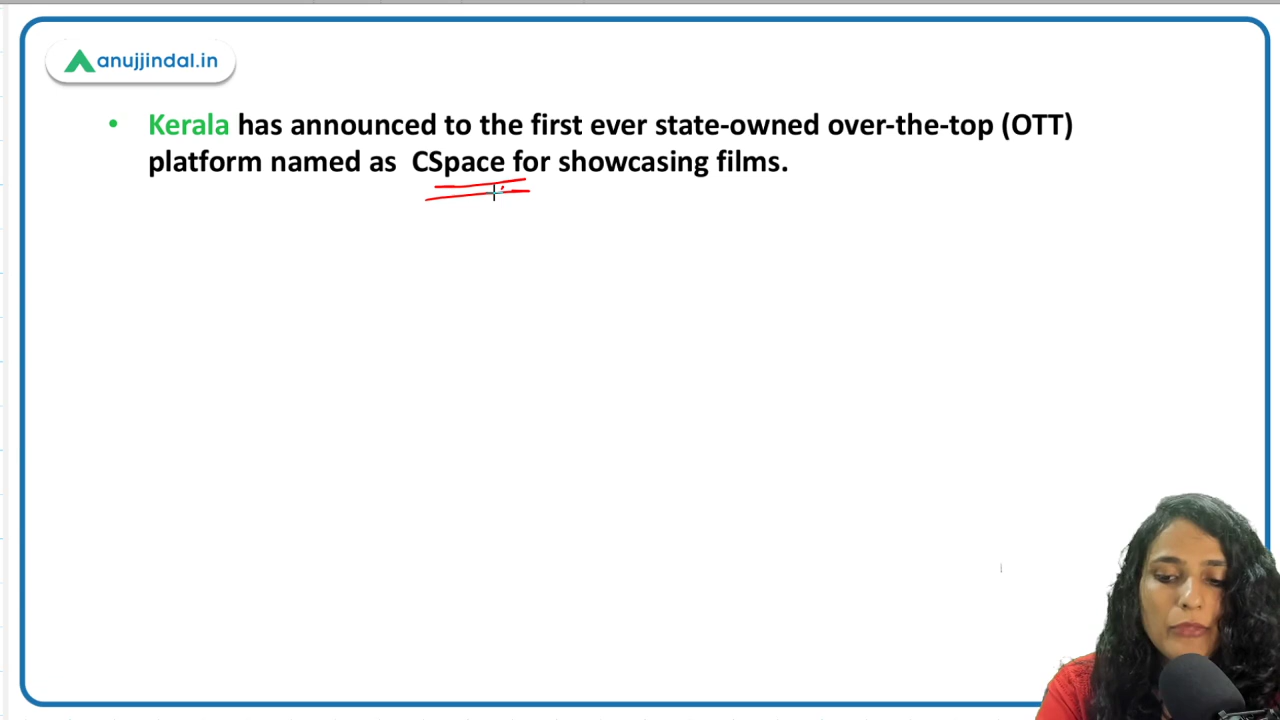 anujjindal.in
• Kerala has announced to the first ever state-owned over-the-top (OTT)
platform named as CSpace for showcasing films.